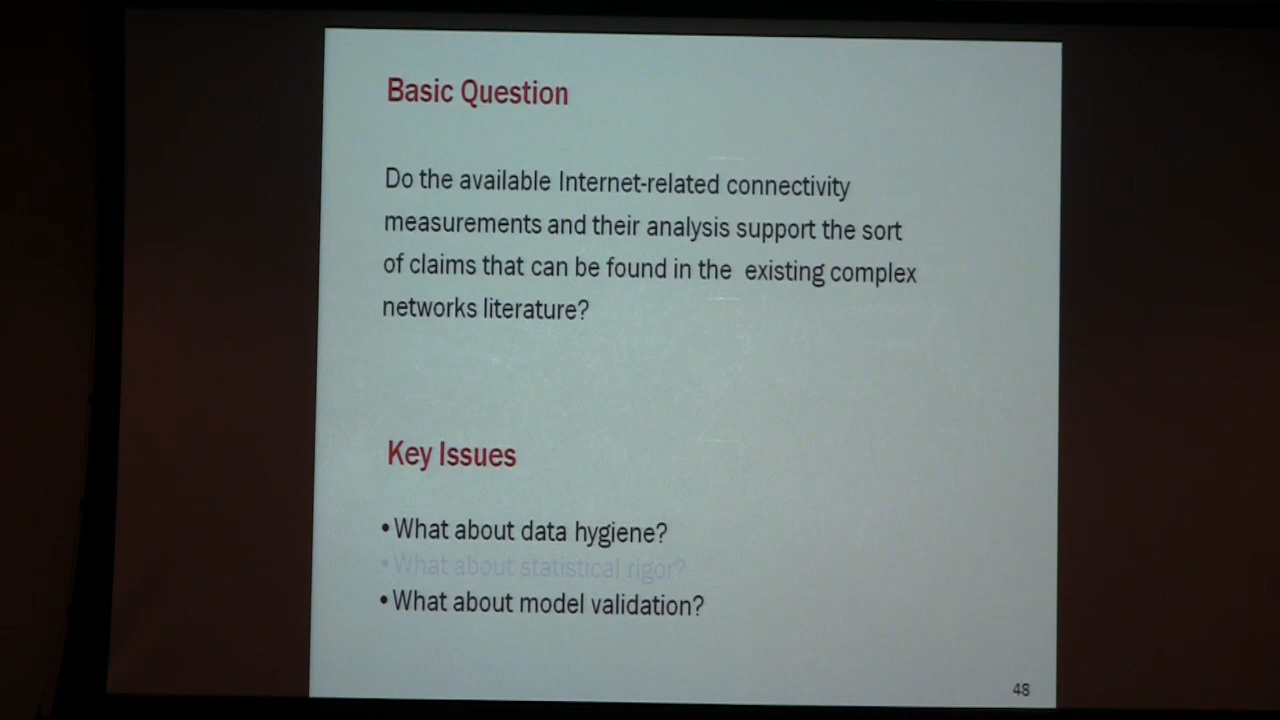 Basic Question
Do the available Internet-related connectivity
measurements and their analysis support the sort
of claims that can be found in the existing complex
networks literature?
Key Issues
• What about data hygiene?
• What about statistical rigor?
• What about model validation?
48